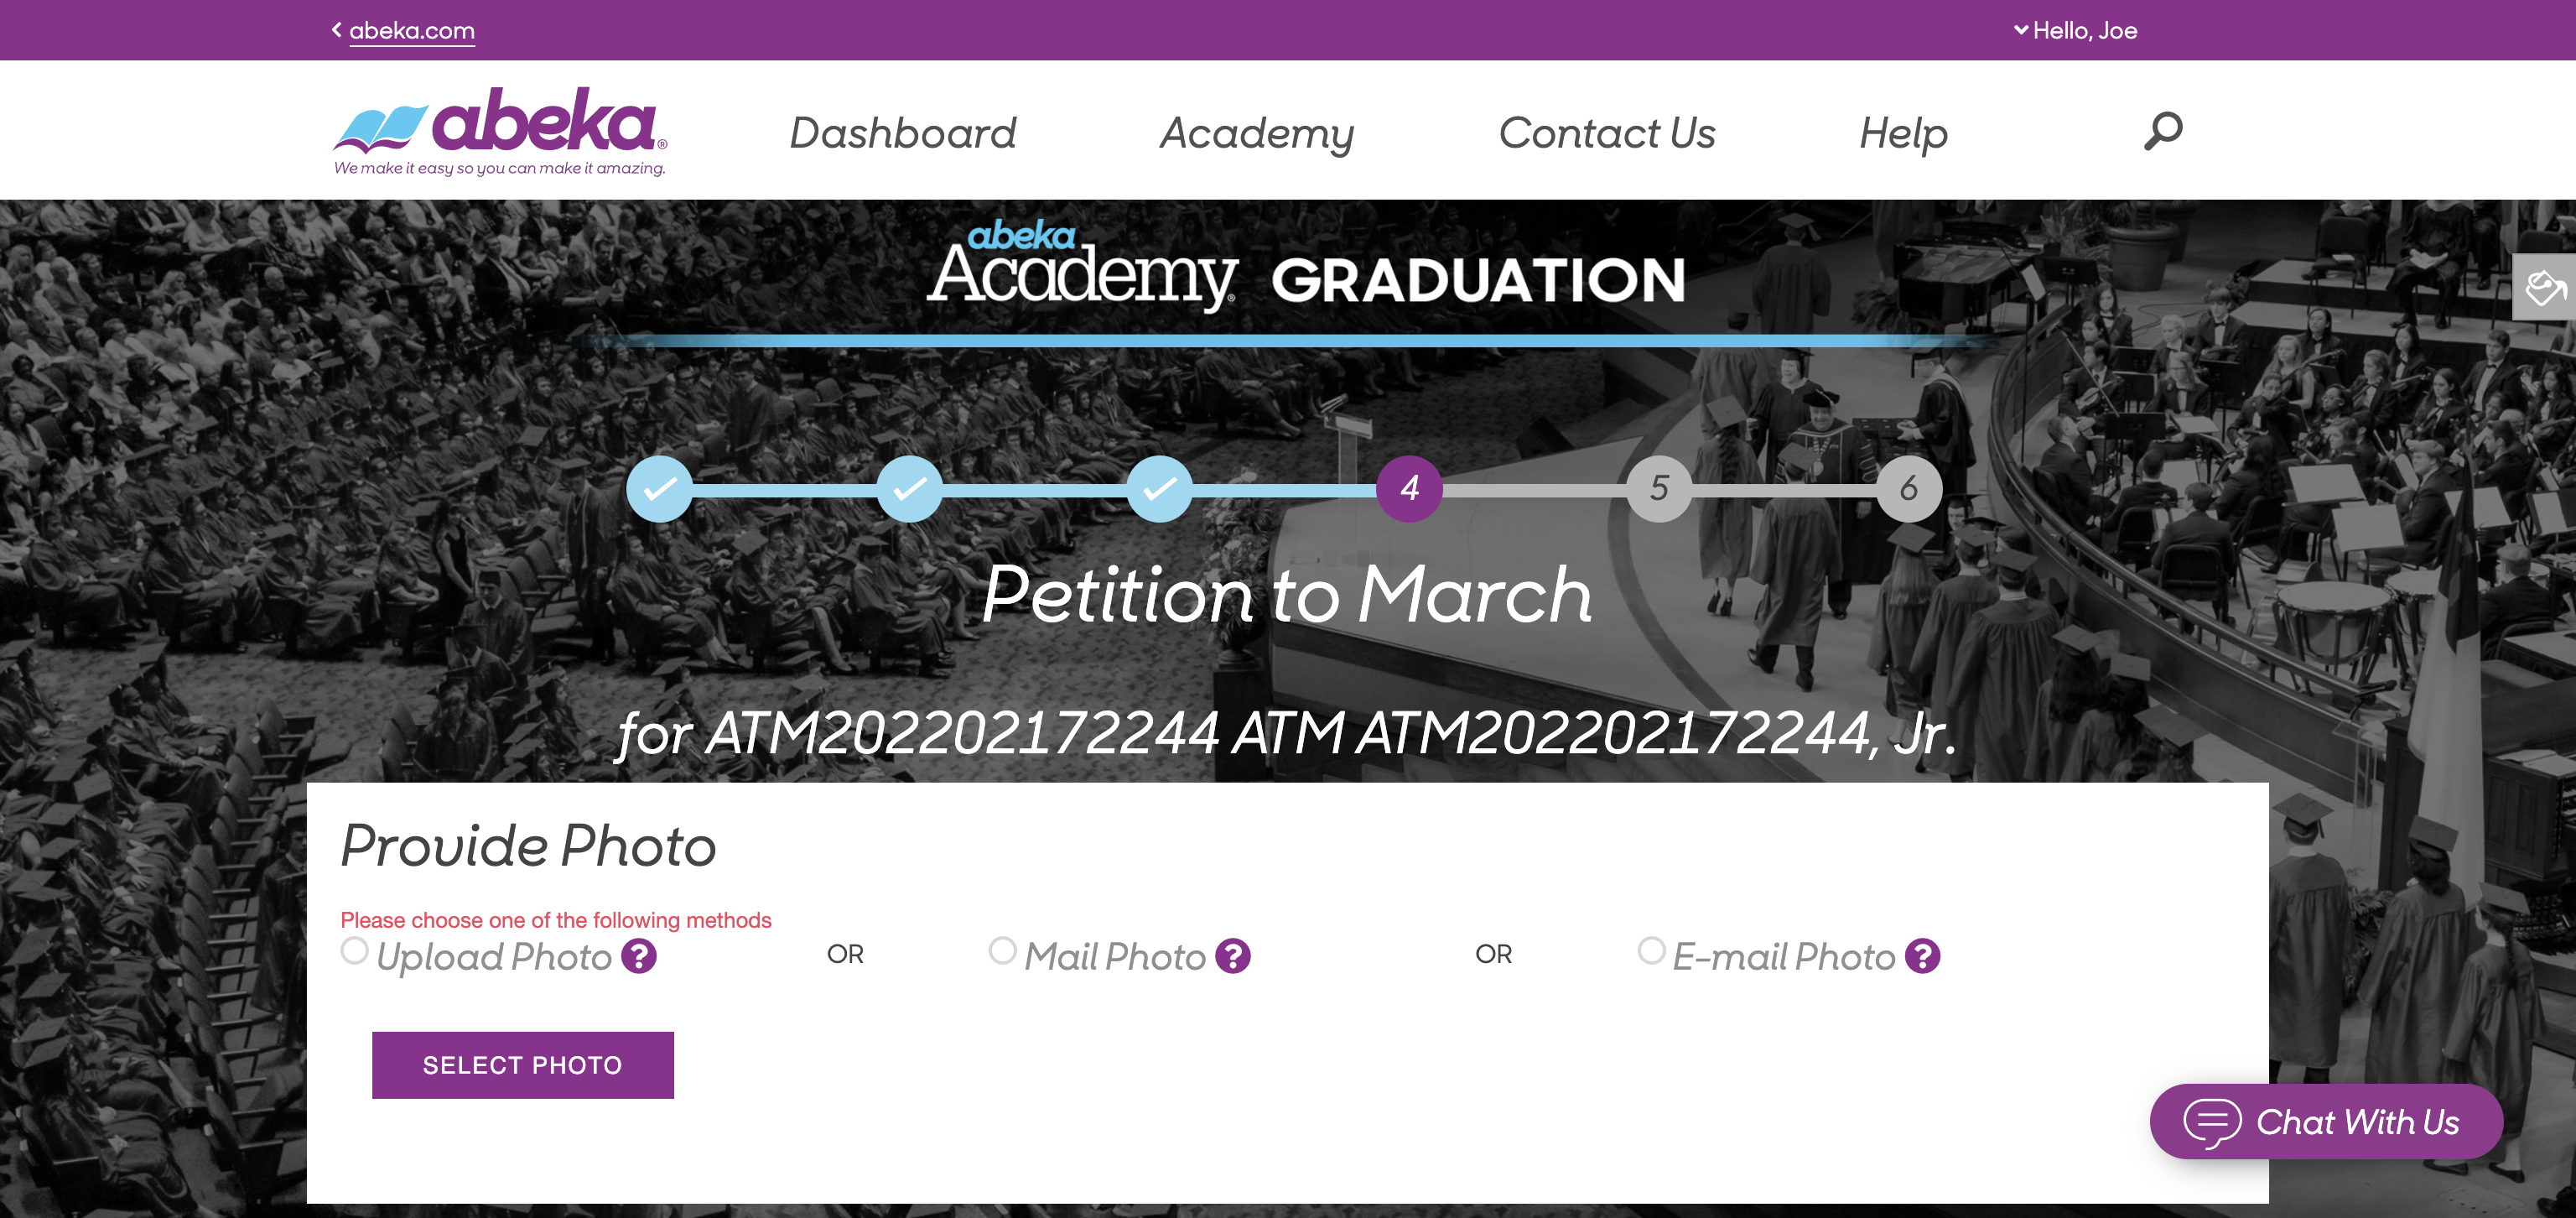 abeka.com
Hello, Joe
abeka®
We make it easy so you can make it amazing.
Dashboard
Academy
Contact Us
Help
abeka
Academy® GRADUATION
4
5
6
Petition to March
for ATM202202172244 ATM ATM202202172244, Jr.
Provide Photo
Please choose one of the following methods
Upload Photo ?
OR
Mail Photo ?
OR
E-mail Photo ?
SELECT PHOTO
Chat With Us